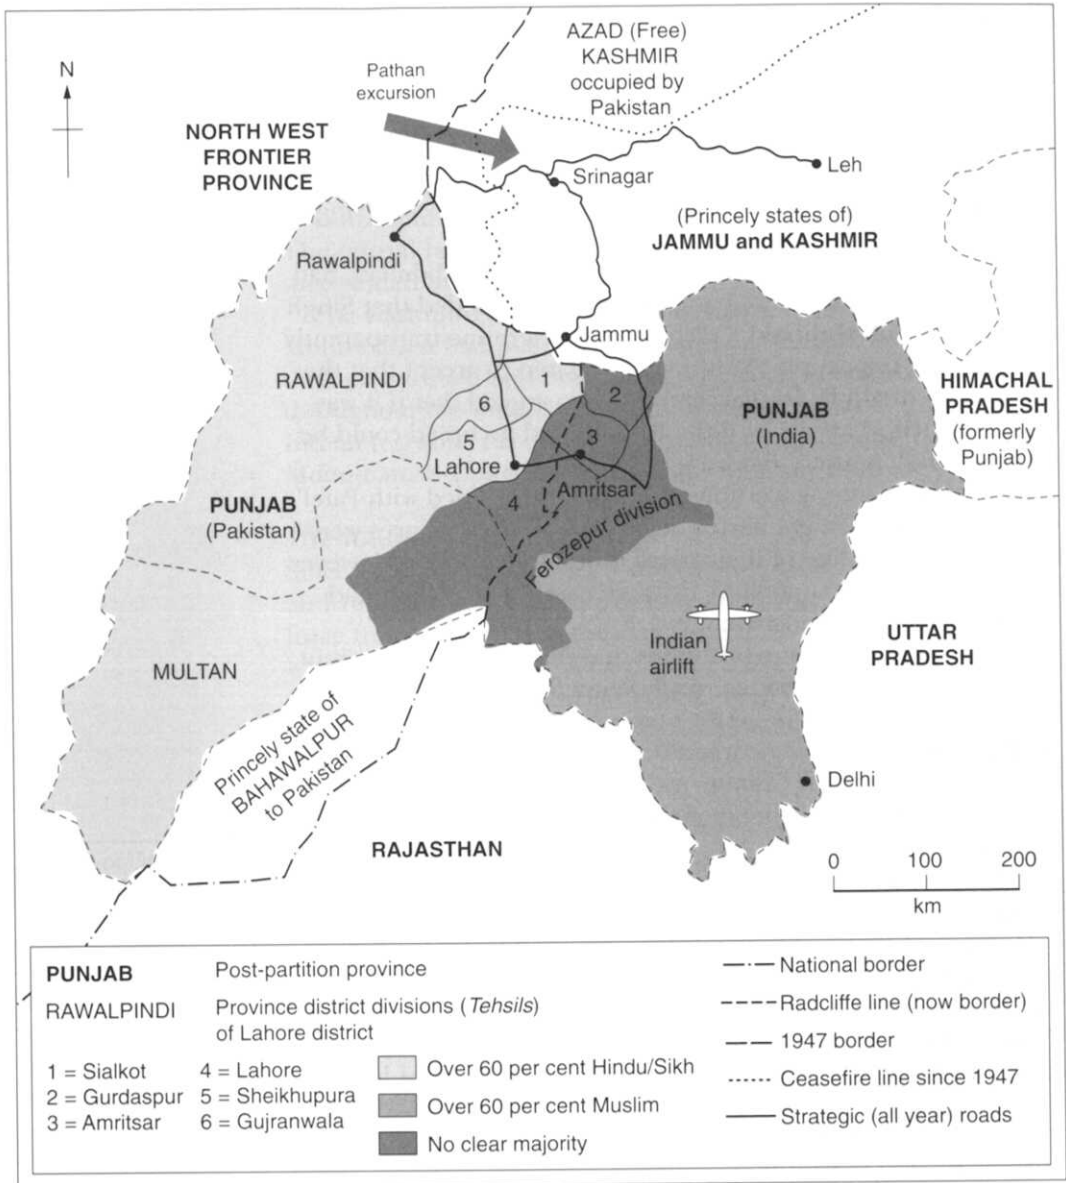 AZAD (Free)
KASHMIR
occupied by
Pakistan
Pathan
excursion
N
NORTH WEST
FRONTIER
PROVINCE
Leh
Srinagar
(Princely states of)
JAMMU and KASHMIR
Rawalpindi
Jammu
RAWALPINDI
1
2
6
3
5
Lahore
4
Amritsar
PUNJAB
(India)
HIMACHAL
PRADESH
(formerly
Punjab)
PUNJAB
(Pakistan)
Ferozepur division
Indian
airlift
UTTAR
PRADESH
MULTAN
Princely state of
BAHAWALPUR
to Pakistan
Delhi
RAJASTHAN
0 100 200
km
PUNJAB Post-partition province
RAWALPINDI Province district divisions (Tehsils)
of Lahore district
1 = Sialkot 4 = Lahore
2 = Gurdaspur 5 = Sheikhupura
3 = Amritsar 6 = Gujranwala
Over 60 per cent Hindu/Sikh
Over 60 per cent Muslim
No clear majority
National border
Radcliffe line (now border)
1947 border
Ceasefire line since 1947
Strategic (all year) roads